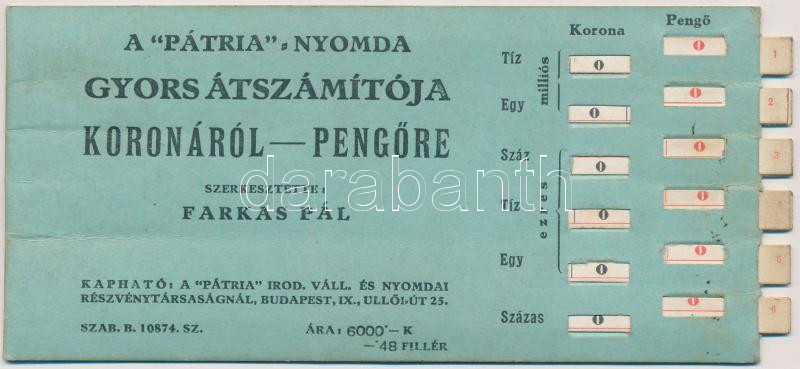 A "PÁTRIA"-NYOMDA
GYORS ÁTSZÁMÍTÓJA
KORONÁRÓL — PENGŐRE
SZERKESZTETTE:
FARKAS PÁL
KAPHATÓ: A "PÁTRIA" IROD. VÁLL. ÉS NYOMDAI
RÉSZVÉNYTÁRSASÁGNÁL, BUDAPEST, IX., ÜLLŐI-ÚT 25.
SZAB. B. 10874. SZ. ÁRA: 6000'— K
—'48 FILLÉR
Korona Pengő
milliós
ezres
Tíz 0 0 1
Egy 0 0 2
Száz 0 0 3
Tíz 0 0 4
Egy 0 0 5
Százas 0 0 6
darabanth